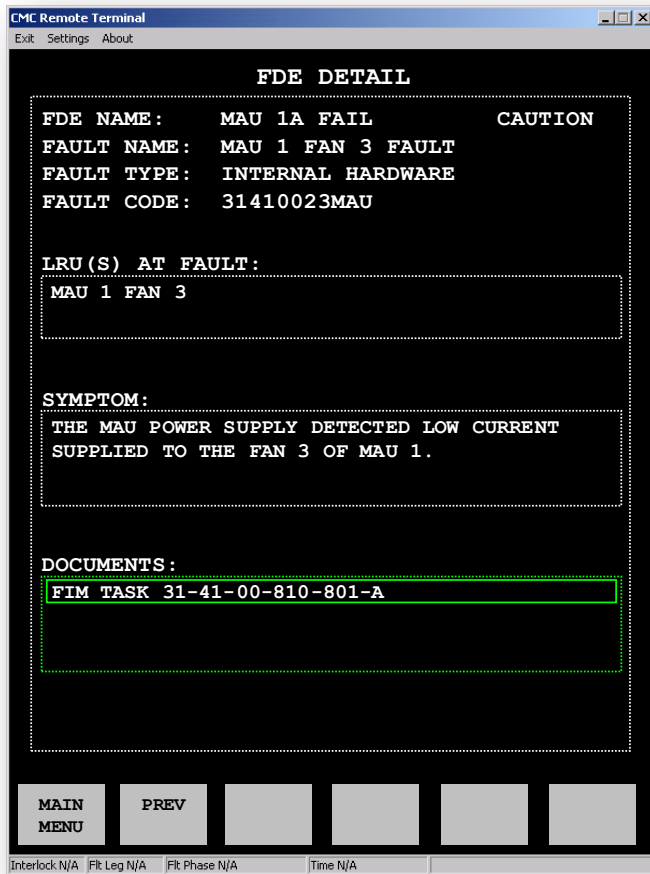 CMC Remote Terminal
Exit Settings About
FDE DETAIL
FDE NAME: MAU 1A FAIL CAUTION
FAULT NAME: MAU 1 FAN 3 FAULT
FAULT TYPE: INTERNAL HARDWARE
FAULT CODE: 31410023MAU
LRU(S) AT FAULT:
MAU 1 FAN 3
SYMPTOM:
THE MAU POWER SUPPLY DETECTED LOW CURRENT
SUPPLIED TO THE FAN 3 OF MAU 1.
DOCUMENTS:
FIM TASK 31-41-00-810-801-A
MAIN PREV
MENU
Interlock N/A Flt Leg N/A Flt Phase N/A Time N/A